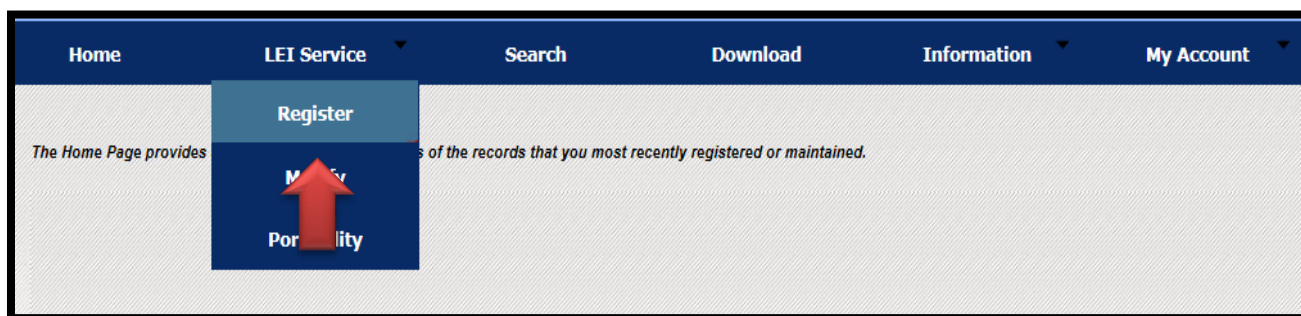 Home LEI Service Search Download Information My Account
Register
The Home Page provides s of the records that you most recently registered or maintained.